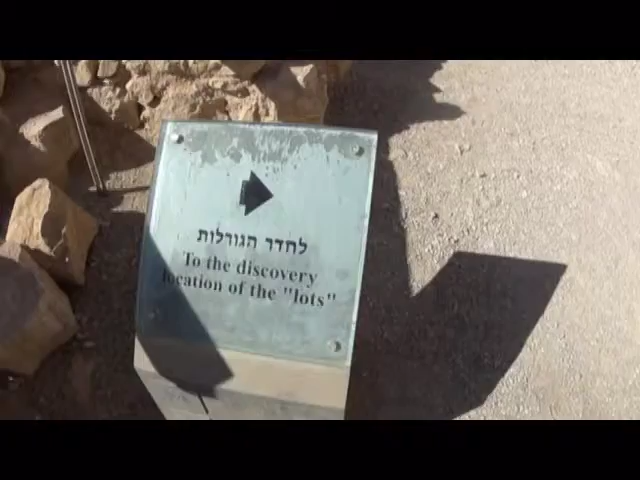 לחדר הגורלות
To the discovery
location of the "lots"